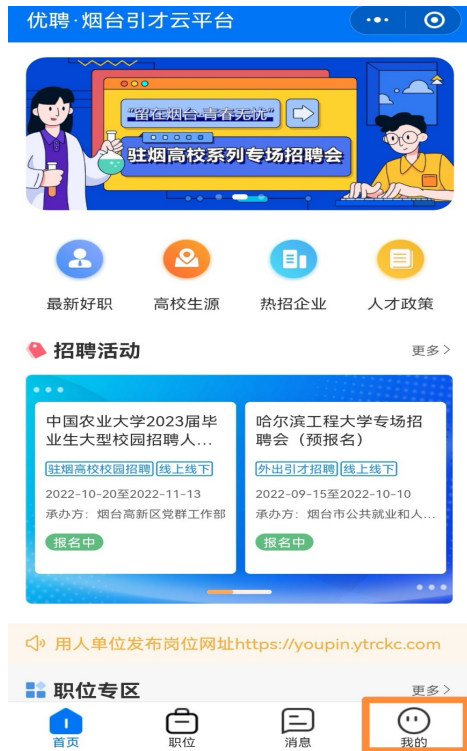 优聘·烟台引才云平台
"留在烟台·青春无忧"
驻烟高校系列专场招聘会
最新好职 高校生源 热招企业 人才政策
招聘活动 更多>
中国农业大学2023届毕
业生大型校园招聘人...
驻烟高校校园招聘 线上线下
2022-10-20至2022-11-13
承办方：烟台高新区党群工作部
报名中
哈尔滨工程大学专场招
聘会（预报名）
外出引才招聘 线上线下
2022-09-15至2022-10-10
承办方：烟台市公共就业和人...
报名中
用人单位发布岗位网址https://youpin.ytrckc.com
职位专区 更多>
首页 职位 消息 我的